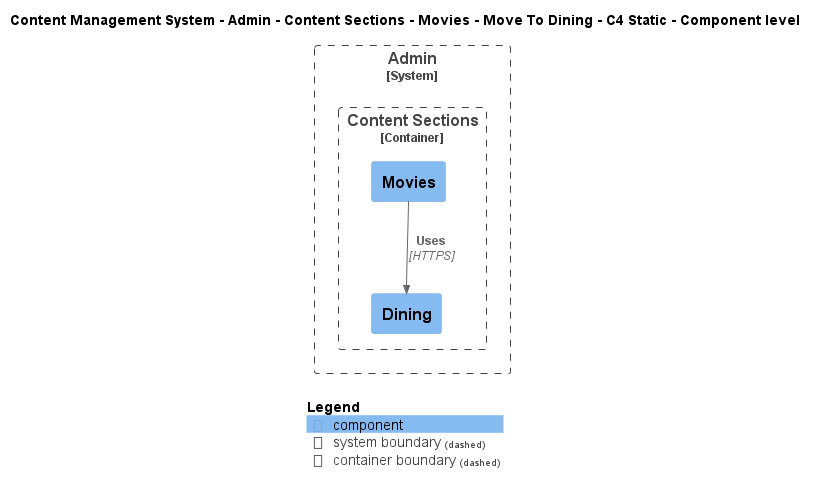 Content Management System - Admin - Content Sections - Movies - Move To Dining - C4 Static - Component level
Admin
[System]
Content Sections
[Container]
Movies
Uses
[HTTPS]
Dining
Legend
component
system boundary (dashed)
container boundary (dashed)